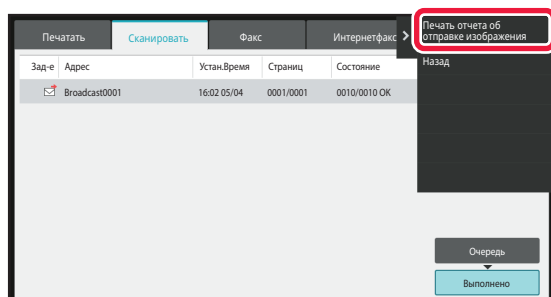 Печатать Сканировать Факс Интернетфакс
Печать отчета об
отправке изображения
Зад-е Адрес Устан.Время Страниц Состояние
Назад
Broadcast0001 16:02 05/04 0001/0001 0010/0010 OK
Очередь
Выполнено